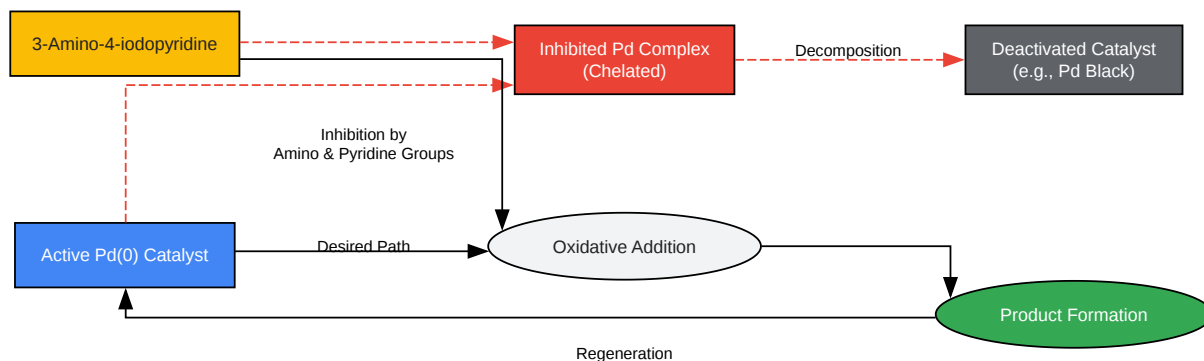 3-Amino-4-iodopyridine
Inhibited Pd Complex
(Chelated)
Decomposition
Deactivated Catalyst
(e.g., Pd Black)
Inhibition by
Amino & Pyridine Groups
Active Pd(0) Catalyst
Desired Path
Oxidative Addition
Product Formation
Regeneration